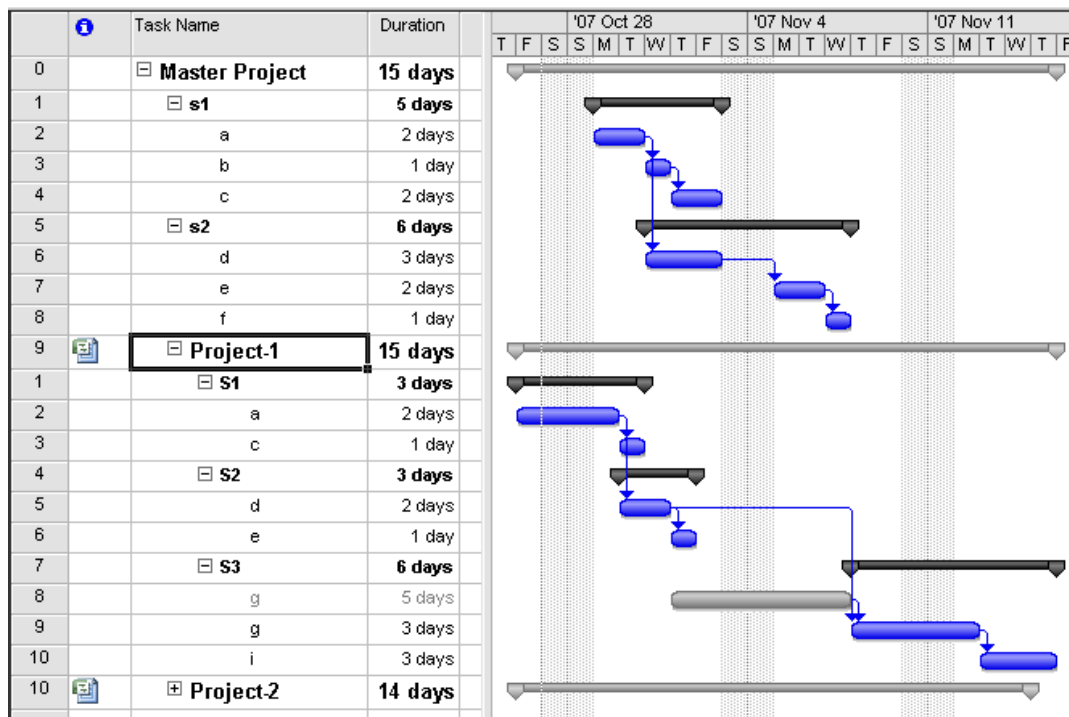 Task Name Duration '07 Oct 28 '07 Nov 4 '07 Nov 11
T F S S M T W T F S S M T W T F S S M T W T F
0 Master Project 15 days
1 s1 5 days
2 a 2 days
3 b 1 day
4 c 2 days
5 s2 6 days
6 d 3 days
7 e 2 days
8 f 1 day
9 Project-1 15 days
1 S1 3 days
2 a 2 days
3 c 1 day
4 S2 3 days
5 d 2 days
6 e 1 day
7 S3 6 days
8 g 5 days
9 g 3 days
10 i 3 days
10 Project-2 14 days